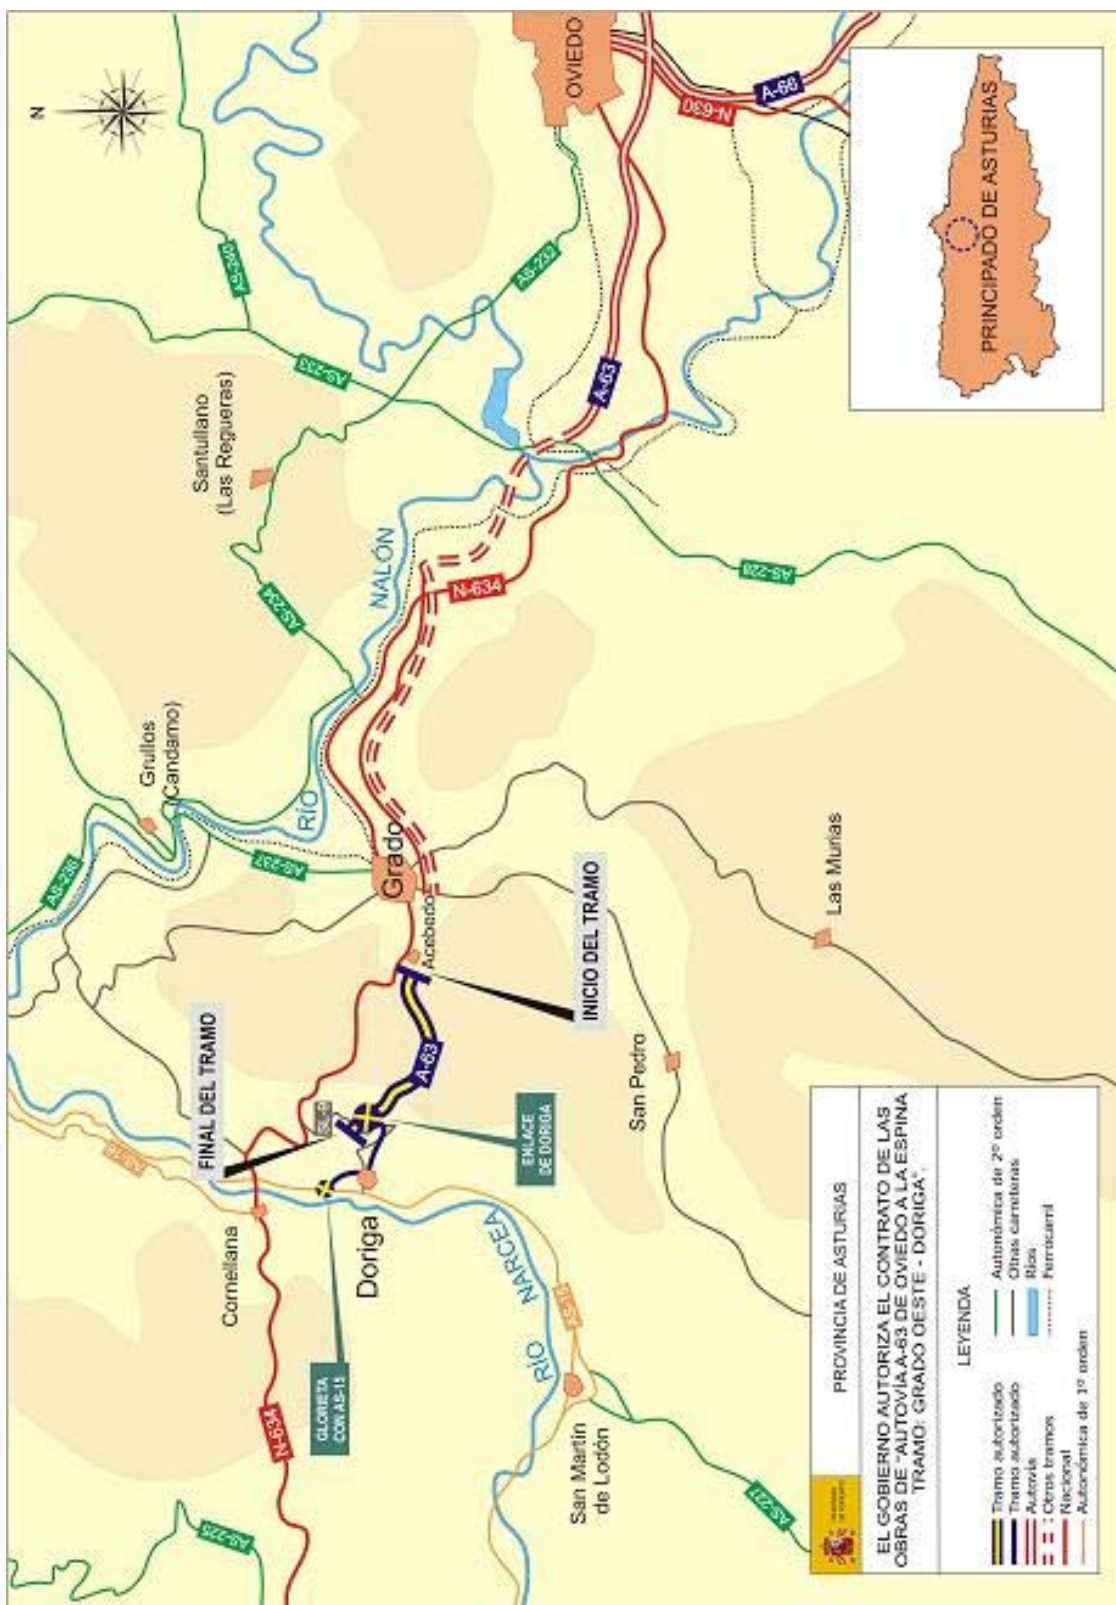 N
OVIEDO
A-66
N-630
AS-240
AS-232
AS-233
A-63
Santullano
(Las Regueras)
NALÓN
AS-234
N-634
AS-228
Grullos
(Candamo)
RÍO
AS-236
AS-237
Grado
Acebedo
Las Murias
FINAL DEL TRAMO
INICIO DEL TRAMO
A-63
San Pedro
ENLACE
DE DORIGA
Cornellana
Doriga
RÍO NARCEA
GLORIETA
CON AS-15
N-634
San Martín
de Lodón
AS-227
AS-225
PRINCIPADO DE ASTURIAS
PROVINCIA DE ASTURIAS
EL GOBIERNO AUTORIZA EL CONTRATO DE LAS
OBRAS DE "AUTOVÍA A-63 DE OVIEDO A LA ESPINA
TRAMO: GRADO OESTE - DORIGA".
LEYENDA
Tramo autorizado
Tramo autorizado
Autovía
Otros tramos
Nacional
Autonómica de 1º orden
Autonómica de 2º orden
Otras carreteras
Ríos
Ferrocarril